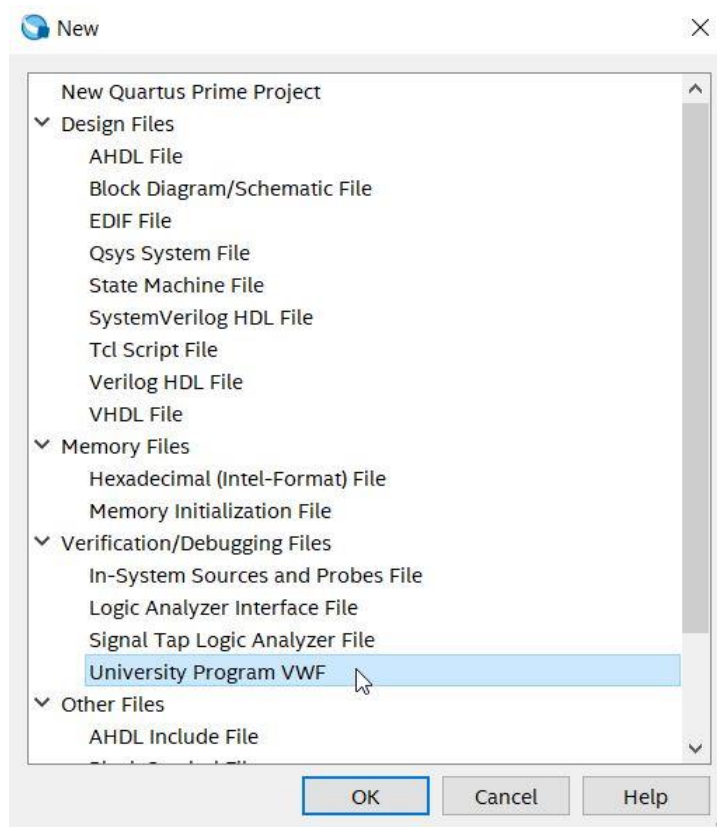 New
New Quartus Prime Project
Design Files
AHDL File
Block Diagram/Schematic File
EDIF File
Qsys System File
State Machine File
SystemVerilog HDL File
Tcl Script File
Verilog HDL File
VHDL File
Memory Files
Hexadecimal (Intel-Format) File
Memory Initialization File
Verification/Debugging Files
In-System Sources and Probes File
Logic Analyzer Interface File
Signal Tap Logic Analyzer File
University Program VWF
Other Files
AHDL Include File
OK Cancel Help